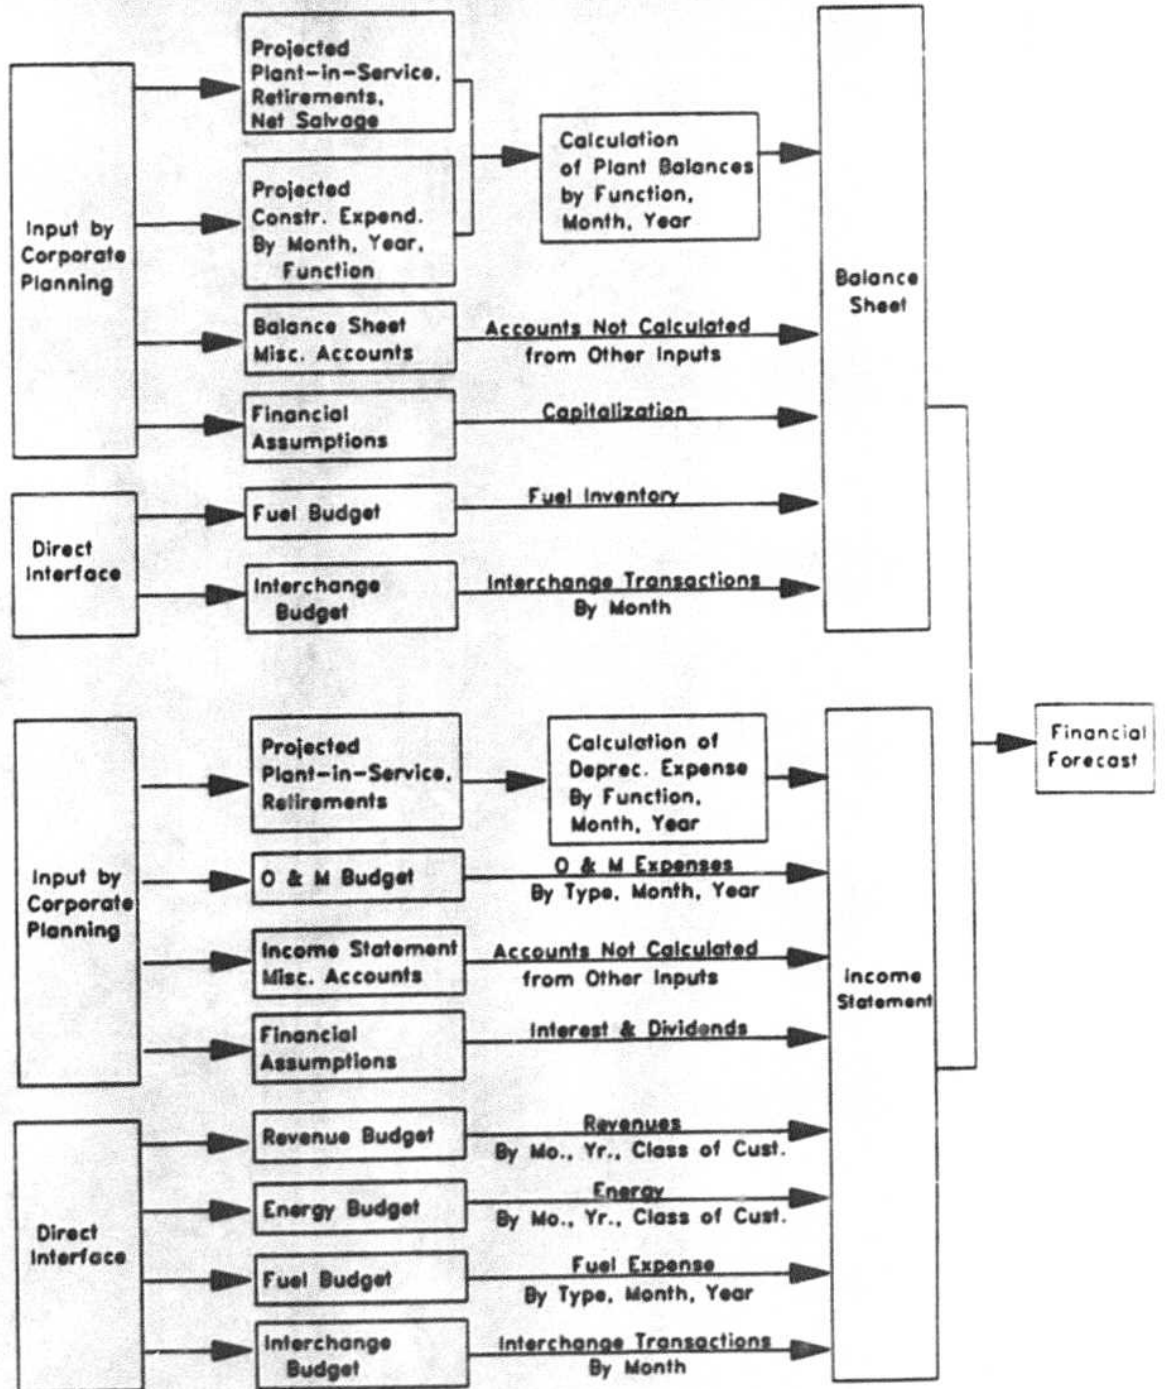 Input by
Corporate
Planning
Projected
Plant-in-Service,
Retirements,
Net Salvage
Projected
Constr. Expend.
By Month, Year,
Function
Calculation
of Plant Balances
by Function,
Month, Year
Balance Sheet
Misc. Accounts
Accounts Not Calculated
from Other Inputs
Financial
Assumptions
Capitalization
Direct
Interface
Fuel Budget
Fuel Inventory
Interchange
Budget
Interchange Transactions
By Month
Balance
Sheet
Input by
Corporate
Planning
Projected
Plant-in-Service,
Retirements
Calculation of
Deprec. Expense
By Function,
Month, Year
O & M Budget
O & M Expenses
By Type, Month, Year
Income Statement
Misc. Accounts
Accounts Not Calculated
from Other Inputs
Financial
Assumptions
Interest & Dividends
Direct
Interface
Revenue Budget
Revenues
By Mo., Yr., Class of Cust.
Energy Budget
Energy
By Mo., Yr., Class of Cust.
Fuel Budget
Fuel Expense
By Type, Month, Year
Interchange
Budget
Interchange Transactions
By Month
Income
Statement
Financial
Forecast